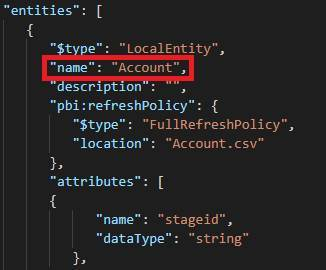 "entities": [
{
"$type": "LocalEntity",
"name": "Account",
"description": "",
"pbi:refreshPolicy": {
"$type": "FullRefreshPolicy",
"location": "Account.csv"
},
"attributes": [
{
"name": "stageid",
"dataType": "string"
},